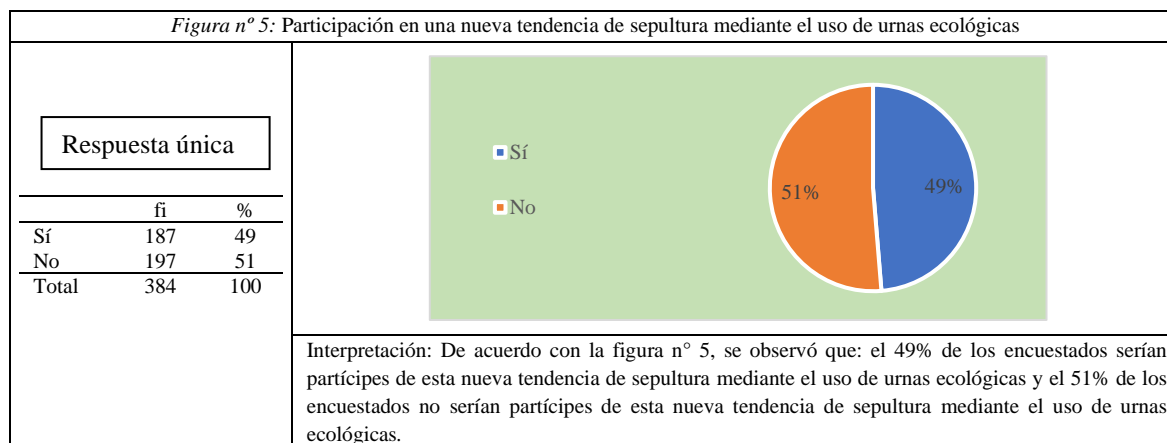 Figura nº 5: Participación en una nueva tendencia de sepultura mediante el uso de urnas ecológicas
Respuesta única
fi %
Sí 187 49
No 197 51
Total 384 100
Sí
No
51%
49%
Interpretación: De acuerdo con la figura n° 5, se observó que: el 49% de los encuestados serían
partícipes de esta nueva tendencia de sepultura mediante el uso de urnas ecológicas y el 51% de los
encuestados no serían partícipes de esta nueva tendencia de sepultura mediante el uso de urnas
ecológicas.